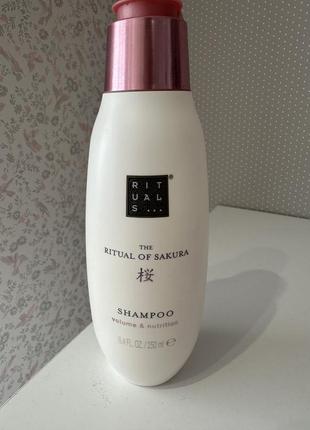 RIT
UAL
S...
THE
RITUAL OF SAKURA
桜
SHAMPOO
volume & nutrition
8.4 FL. OZ. / 250 ml ℮